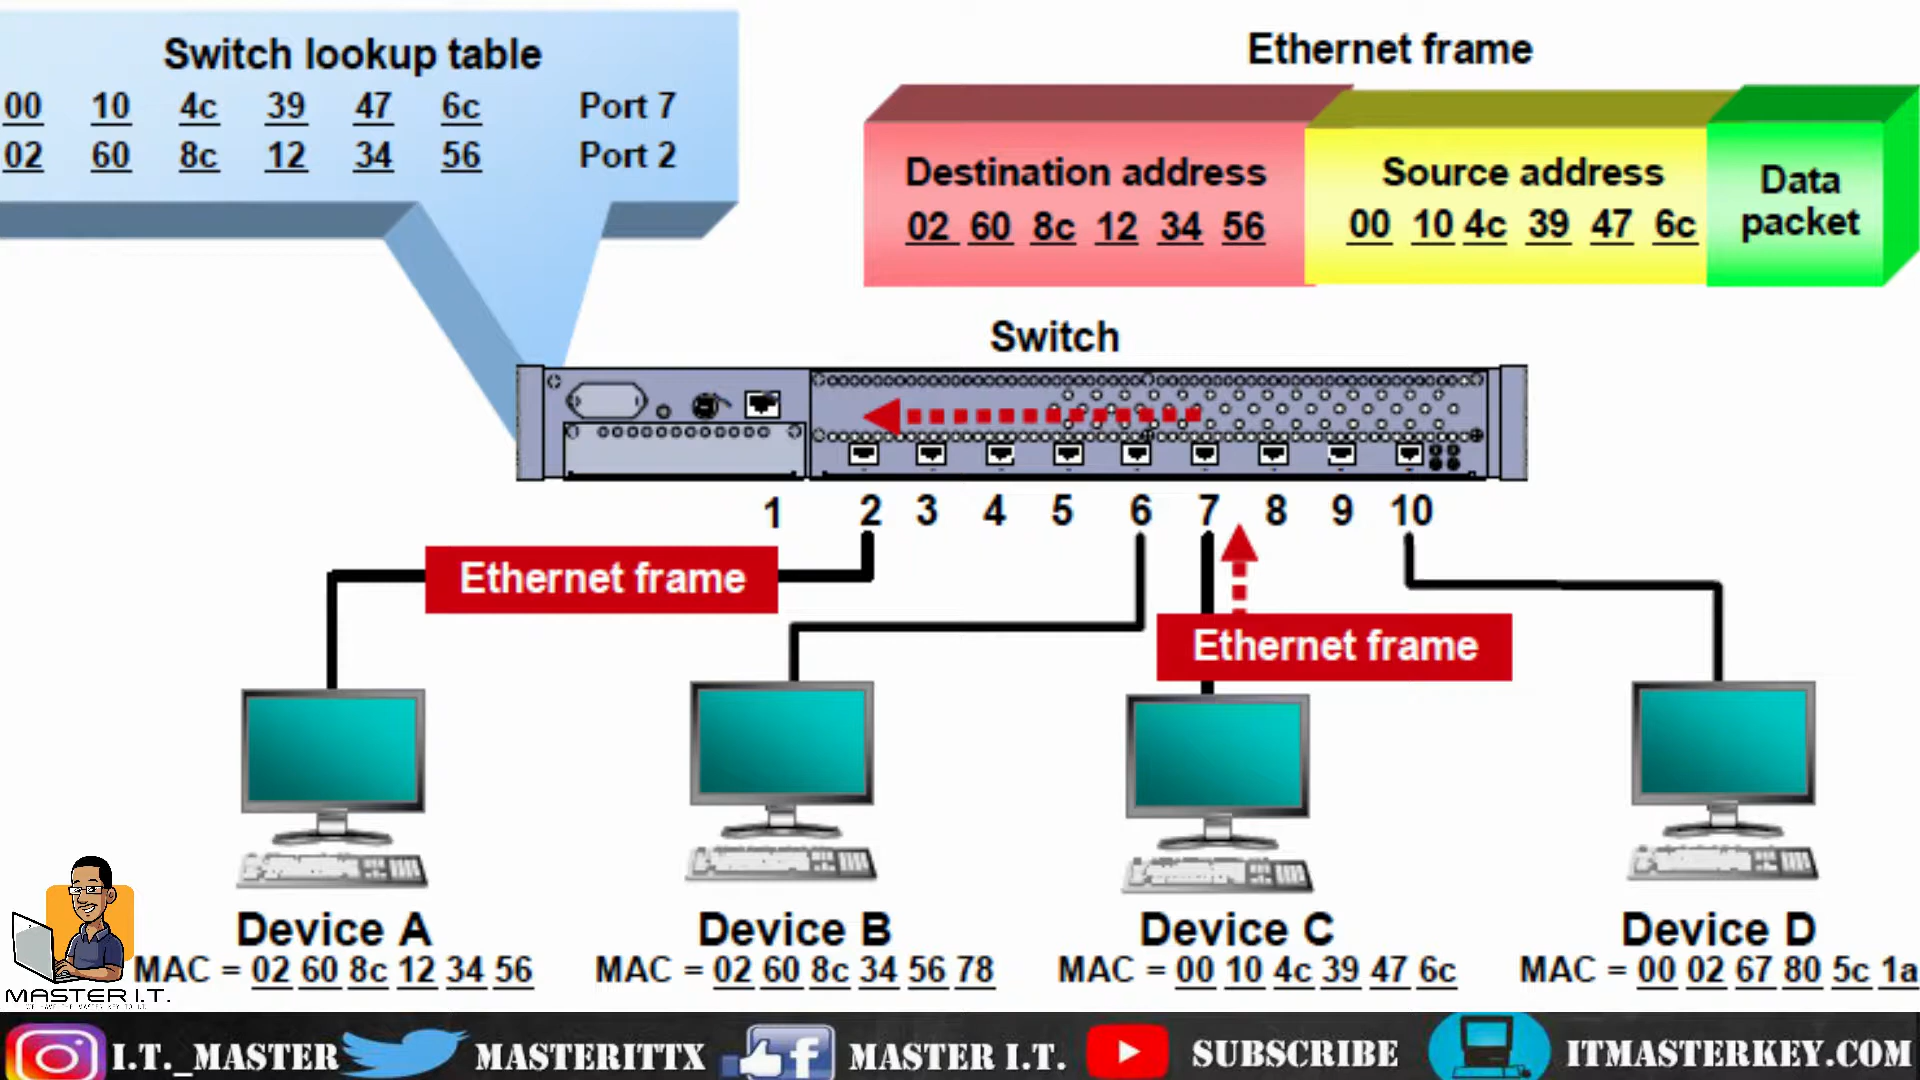 Switch lookup table
00 10 4c 39 47 6c Port 7
02 60 8c 12 34 56 Port 2
Ethernet frame
Destination address
02 60 8c 12 34 56
Source address
00 10 4c 39 47 6c
Data
packet
Switch
1 2 3 4 5 6 7 8 9 10
Ethernet frame
Ethernet frame
Device A
MAC = 02 60 8c 12 34 56
Device B
MAC = 02 60 8c 34 56 78
Device C
MAC = 00 10 4c 39 47 6c
Device D
MAC = 00 02 67 80 5c 1a
MASTER I.T.
I.T._MASTER
MASTERITTX
MASTER I.T.
SUBSCRIBE
ITMASTERKEY.COM